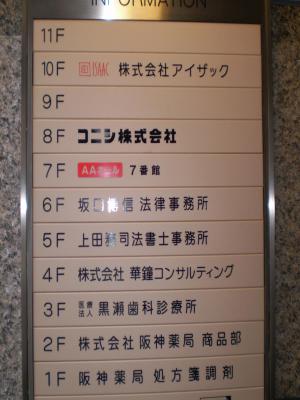 INFORMATION
11F
10F ISAAC 株式会社アイザック
9F
8F コニシ株式会社
7F AAホール 7番館
6F 坂口 信 法律事務所
5F 上田 司法書士事務所
4F 株式会社 華鐘コンサルティング
3F 医療法人 黒瀬歯科診療所
2F 株式会社 阪神薬局 商品部
1F 阪神薬局 処方箋調剤